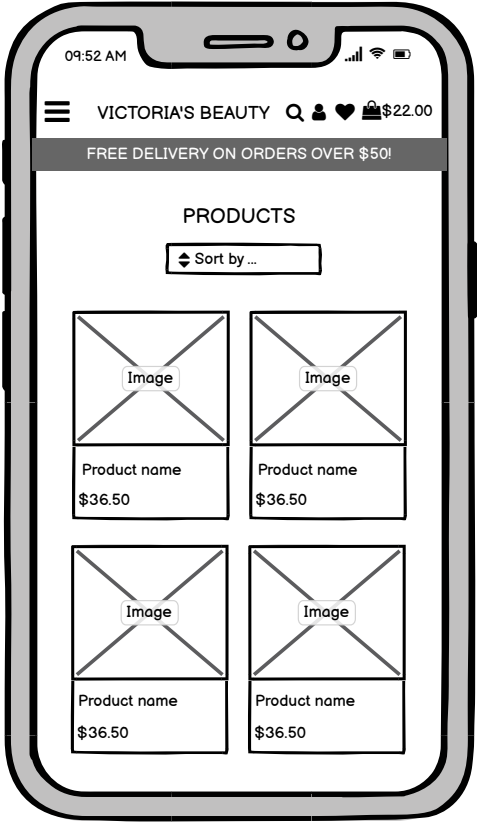 09:52 AM
VICTORIA'S BEAUTY $22.00
FREE DELIVERY ON ORDERS OVER $50!
PRODUCTS
Sort by ...
Image Image
Product name Product name
$36.50 $36.50
Image Image
Product name Product name
$36.50 $36.50